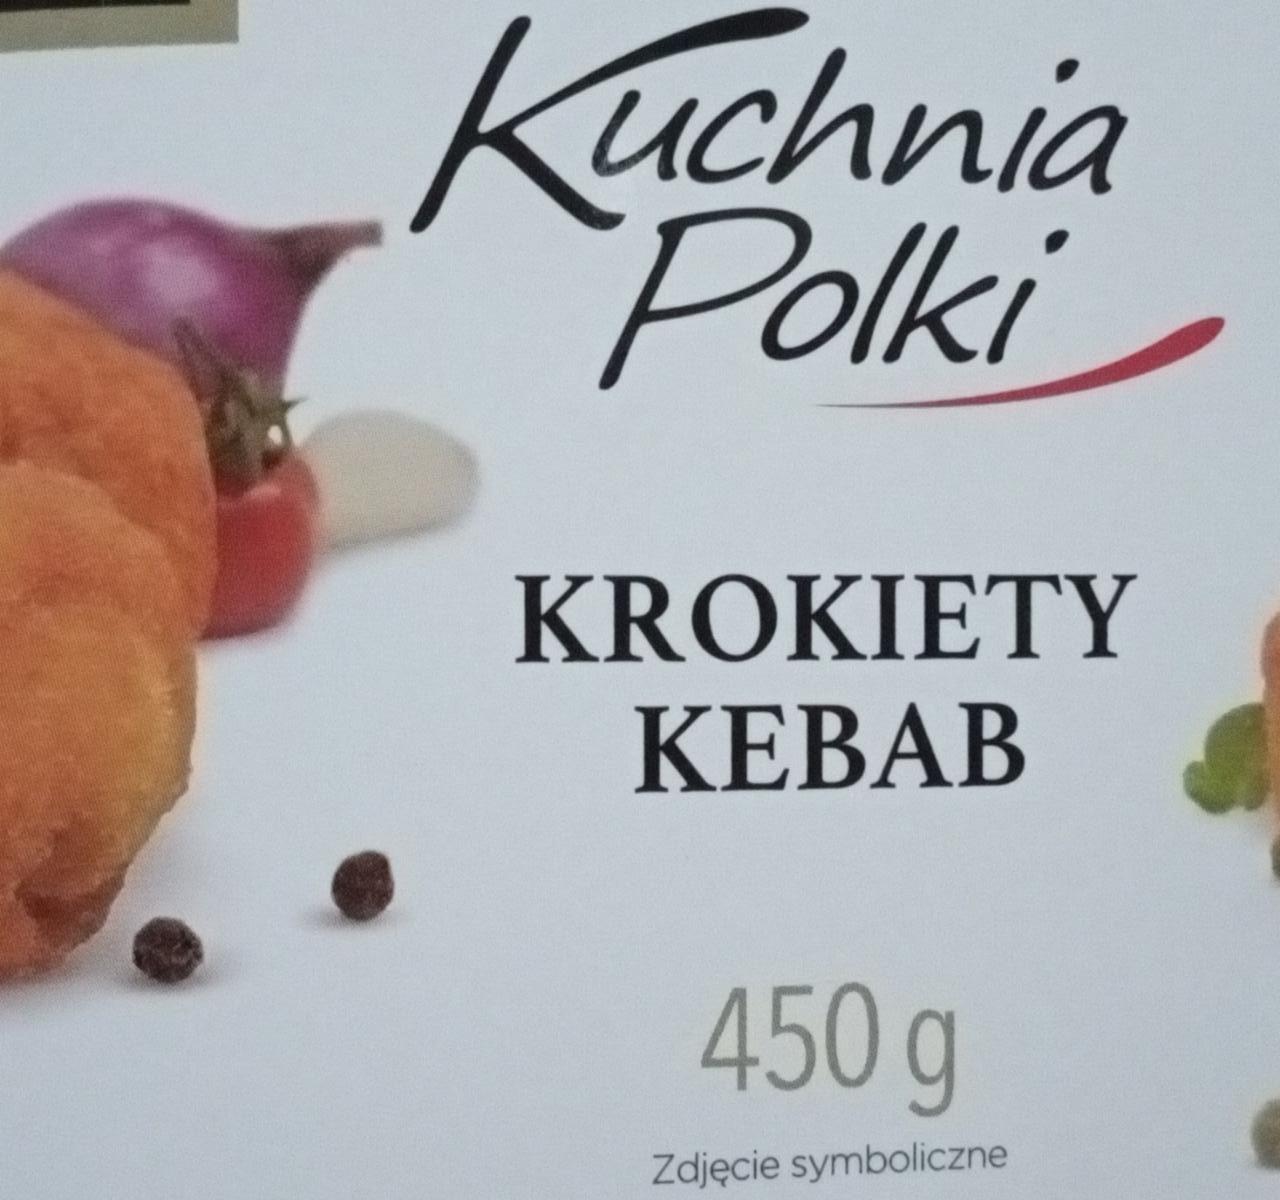 Kuchnia
Polki
KROKIETY
KEBAB
450 g
Zdjęcie symboliczne